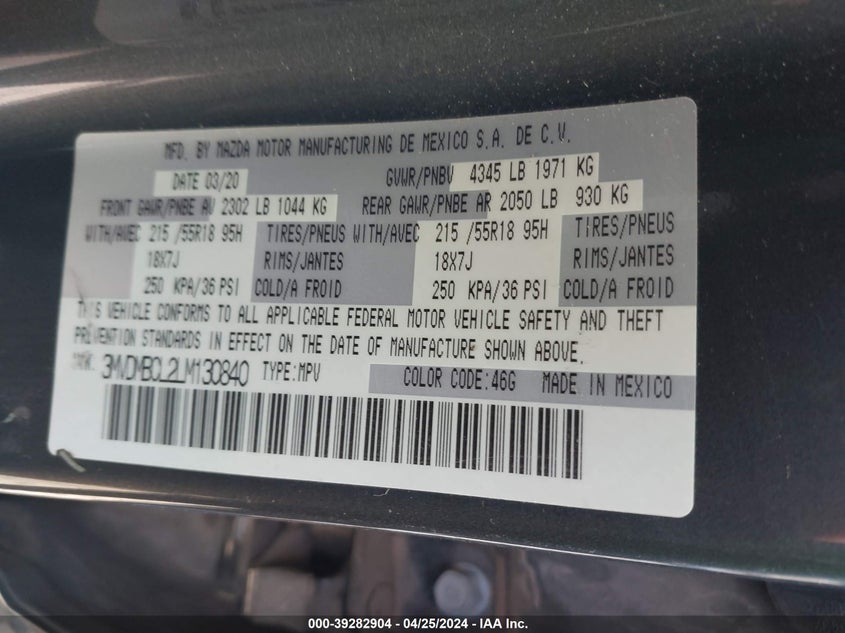 MFD. BY MAZDA MOTOR MANUFACTURING DE MEXICO S.A. DE C.V.
DATE 03/20 GVWR/PNBV 4345 LB 1971 KG
FRONT GAWR/PNBE AV 2302 LB 1044 KG REAR GAWR/PNBE AR 2050 LB 930 KG
WITH/AVEC 215 /55R18 95H TIRES/PNEUS WITH/AVEC 215 /55R18 95H TIRES/PNEUS
18X7J RIMS/JANTES 18X7J RIMS/JANTES
250 KPA/36 PSI COLD/A FROID 250 KPA/36 PSI COLD/A FROID
THIS VEHICLE CONFORMS TO ALL APPLICABLE FEDERAL MOTOR VEHICLE SAFETY AND THEFT
PREVENTION STANDARDS IN EFFECT ON THE DATE OF MANUFACTURE SHOWN ABOVE.
3MVDMBCL2LM130840 TYPE:MPV COLOR CODE:46G MADE IN MEXICO
000-39282904 - 04/25/2024 - IAA Inc.